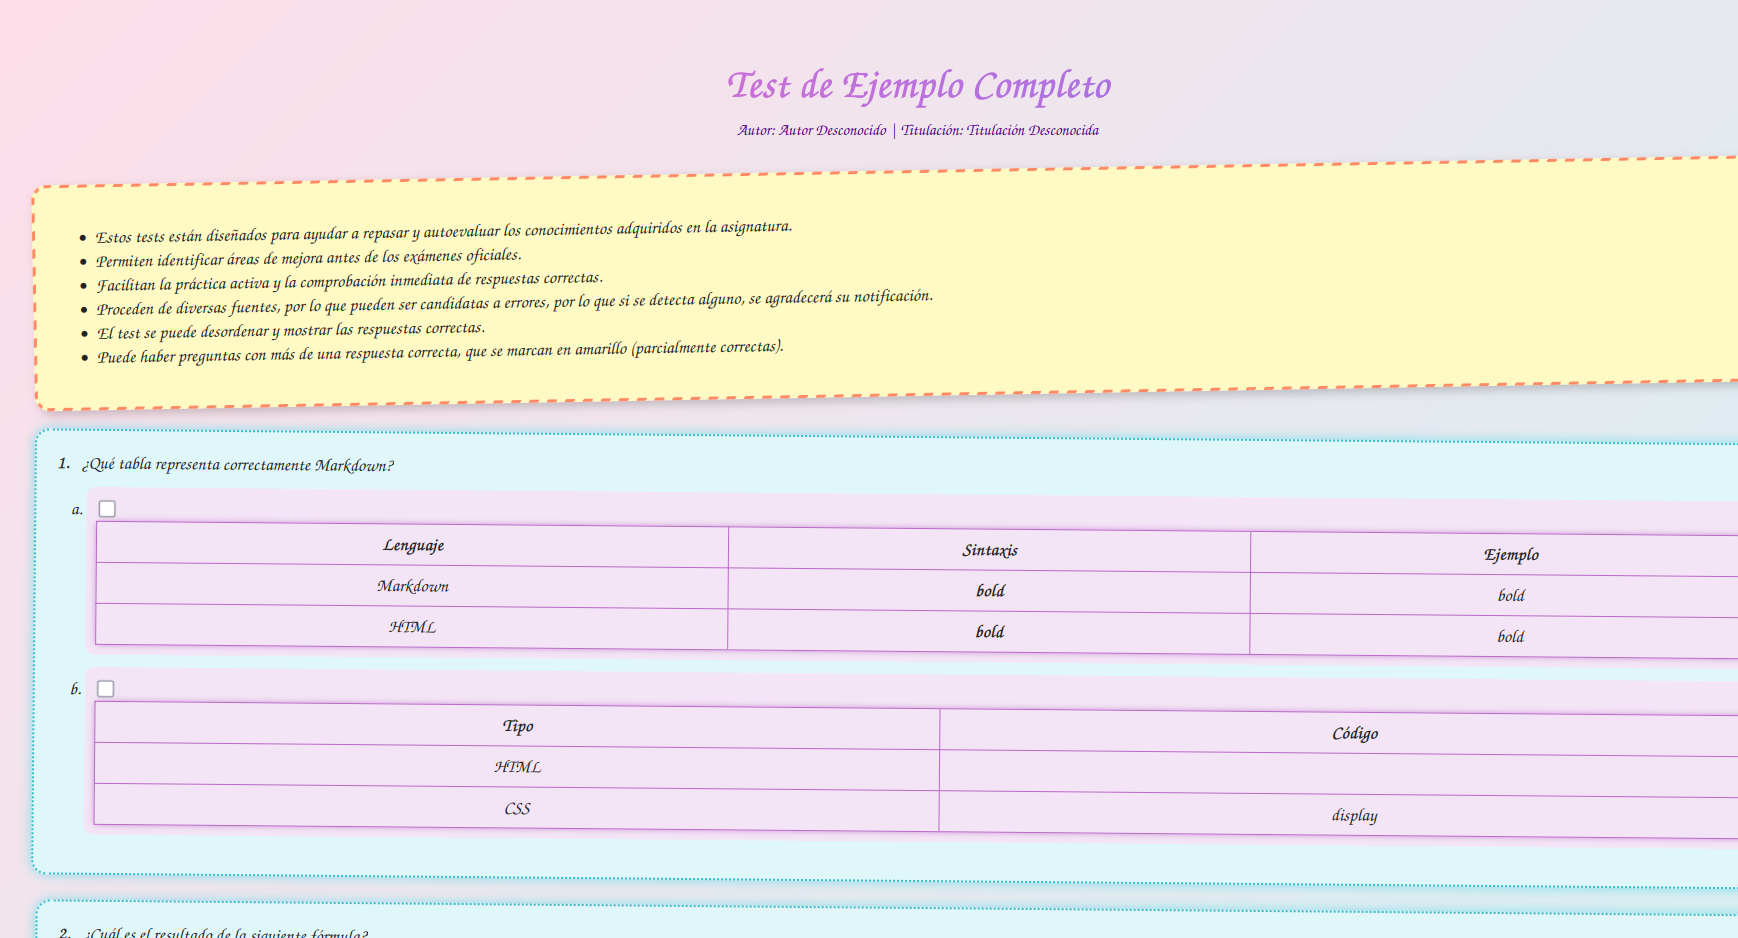 Test de Ejemplo Completo
Autor: Autor Desconocido | Titulación: Titulación Desconocida
• Estos tests están diseñados para ayudar a repasar y autoevaluar los conocimientos adquiridos en la asignatura.
• Permiten identificar áreas de mejora antes de los exámenes oficiales.
• Facilitan la práctica activa y la comprobación inmediata de respuestas correctas.
• Proceden de diversas fuentes, por lo que pueden ser candidatas a errores, por lo que si se detecta alguno, se agradecerá su notificación.
• El test se puede desordenar y mostrar las respuestas correctas.
• Puede haber preguntas con más de una respuesta correcta, que se marcan en amarillo (parcialmente correctas).
1. ¿Qué tabla representa correctamente Markdown?
a.
Lenguaje Sintaxis Ejemplo
Markdown bold bold
HTML bold bold
b.
Tipo Código
HTML
CSS display
2. ¿Cuál es el resultado de la siguiente fórmula?